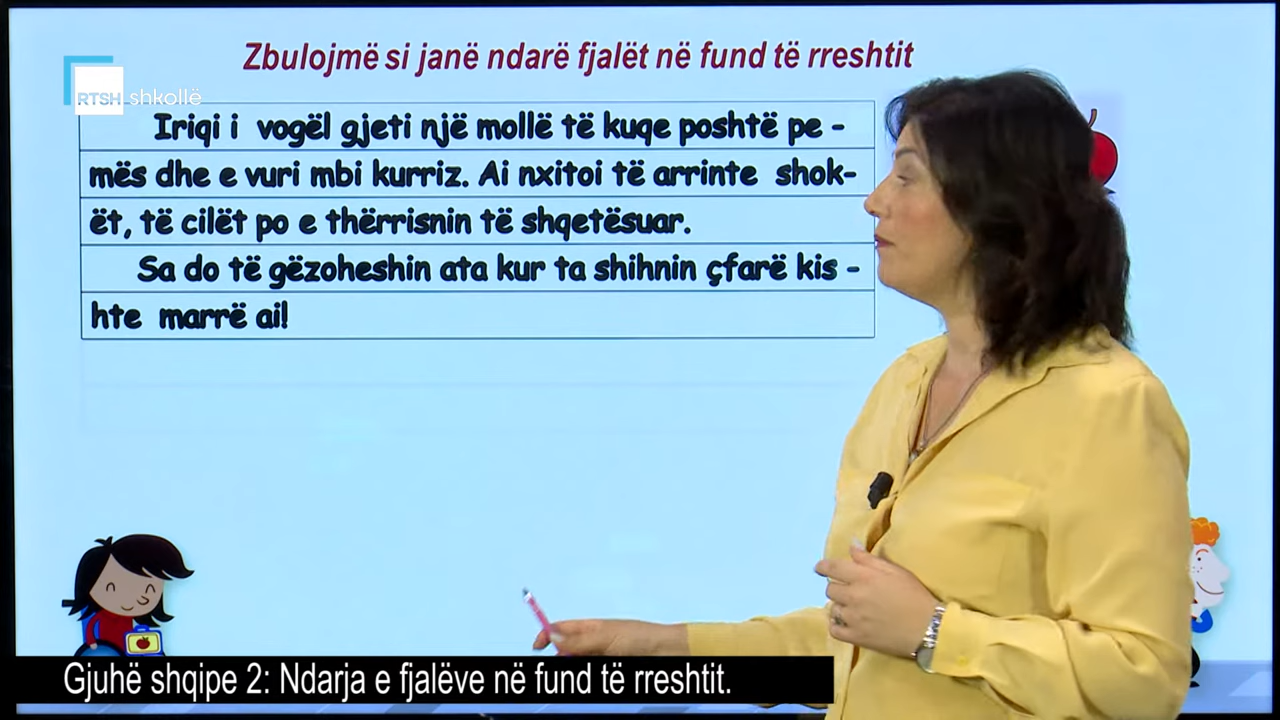 Zbulojmë si janë ndarë fjalët në fund të rreshtit
RTSH shkollë
Iriqi i vogël gjeti një mollë të kuqe poshtë pe -
mës dhe e vuri mbi kurriz. Ai nxitoi të arrinte shok-
ët, të cilët po e thërrisnin të shqetësuar.
Sa do të gëzoheshin ata kur ta shihnin çfarë kis -
hte marrë ai!
Gjuhë shqipe 2: Ndarja e fjalëve në fund të rreshtit.